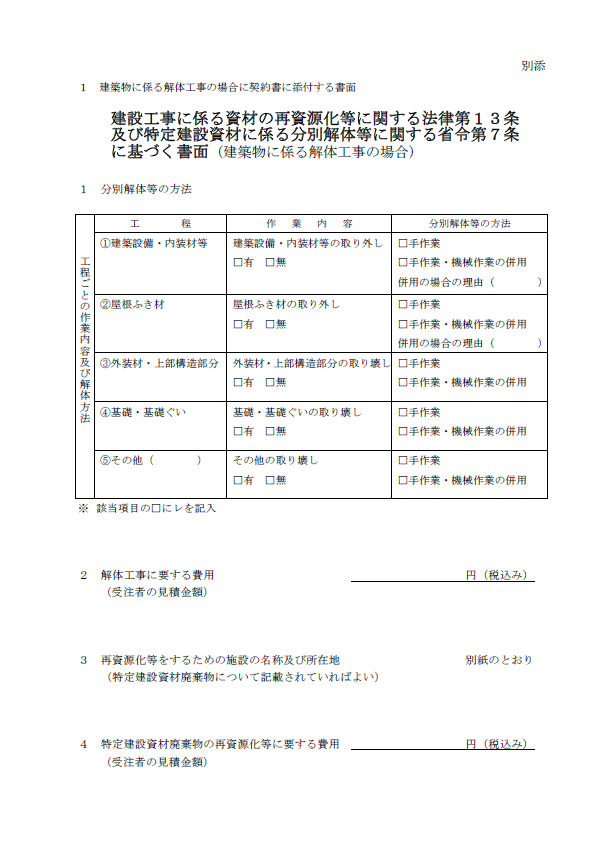 別添
１　建築物に係る解体工事の場合に契約書に添付する書面
建設工事に係る資材の再資源化等に関する法律第１３条
及び特定建設資材に係る分別解体等に関する省令第７条
に基づく書面（建築物に係る解体工事の場合）
１　分別解体等の方法
工程ごとの作業内容及び解体方法
工　　程　作　業　内　容　分別解体等の方法
①建築設備・内装材等　建築設備・内装材等の取り外し　□手作業
□有　□無　□手作業・機械作業の併用
併用の場合の理由（　　　　）
②屋根ふき材　屋根ふき材の取り外し　□手作業
□有　□無　□手作業・機械作業の併用
併用の場合の理由（　　　　）
③外装材・上部構造部分　外装材・上部構造部分の取り壊し　□手作業
□有　□無　□手作業・機械作業の併用
④基礎・基礎ぐい　基礎・基礎ぐいの取り壊し　□手作業
□有　□無　□手作業・機械作業の併用
⑤その他（　　　　）　その他の取り壊し　□手作業
□有　□無　□手作業・機械作業の併用
※　該当項目の□にレを記入
２　解体工事に要する費用　円（税込み）
（受注者の見積金額）
３　再資源化等をするための施設の名称及び所在地　別紙のとおり
（特定建設資材廃棄物について記載されていればよい）
４　特定建設資材廃棄物の再資源化等に要する費用　円（税込み）
（受注者の見積金額）